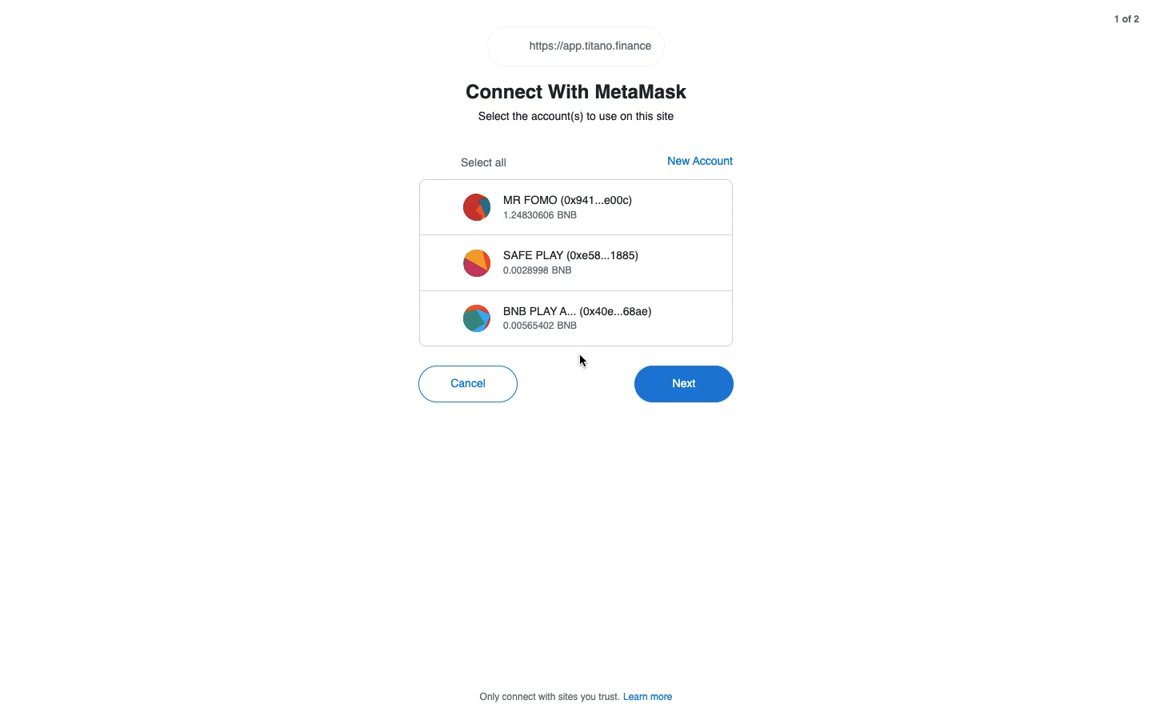 1 of 2
https://app.titano.finance
Connect With MetaMask
Select the account(s) to use on this site
Select all
New Account
MR FOMO (0x941...e00c)
1.24830606 BNB
SAFE PLAY (0xe58...1885)
0.0028998 BNB
BNB PLAY A... (0x40e...68ae)
0.00565402 BNB
Cancel
Next
Only connect with sites you trust. Learn more